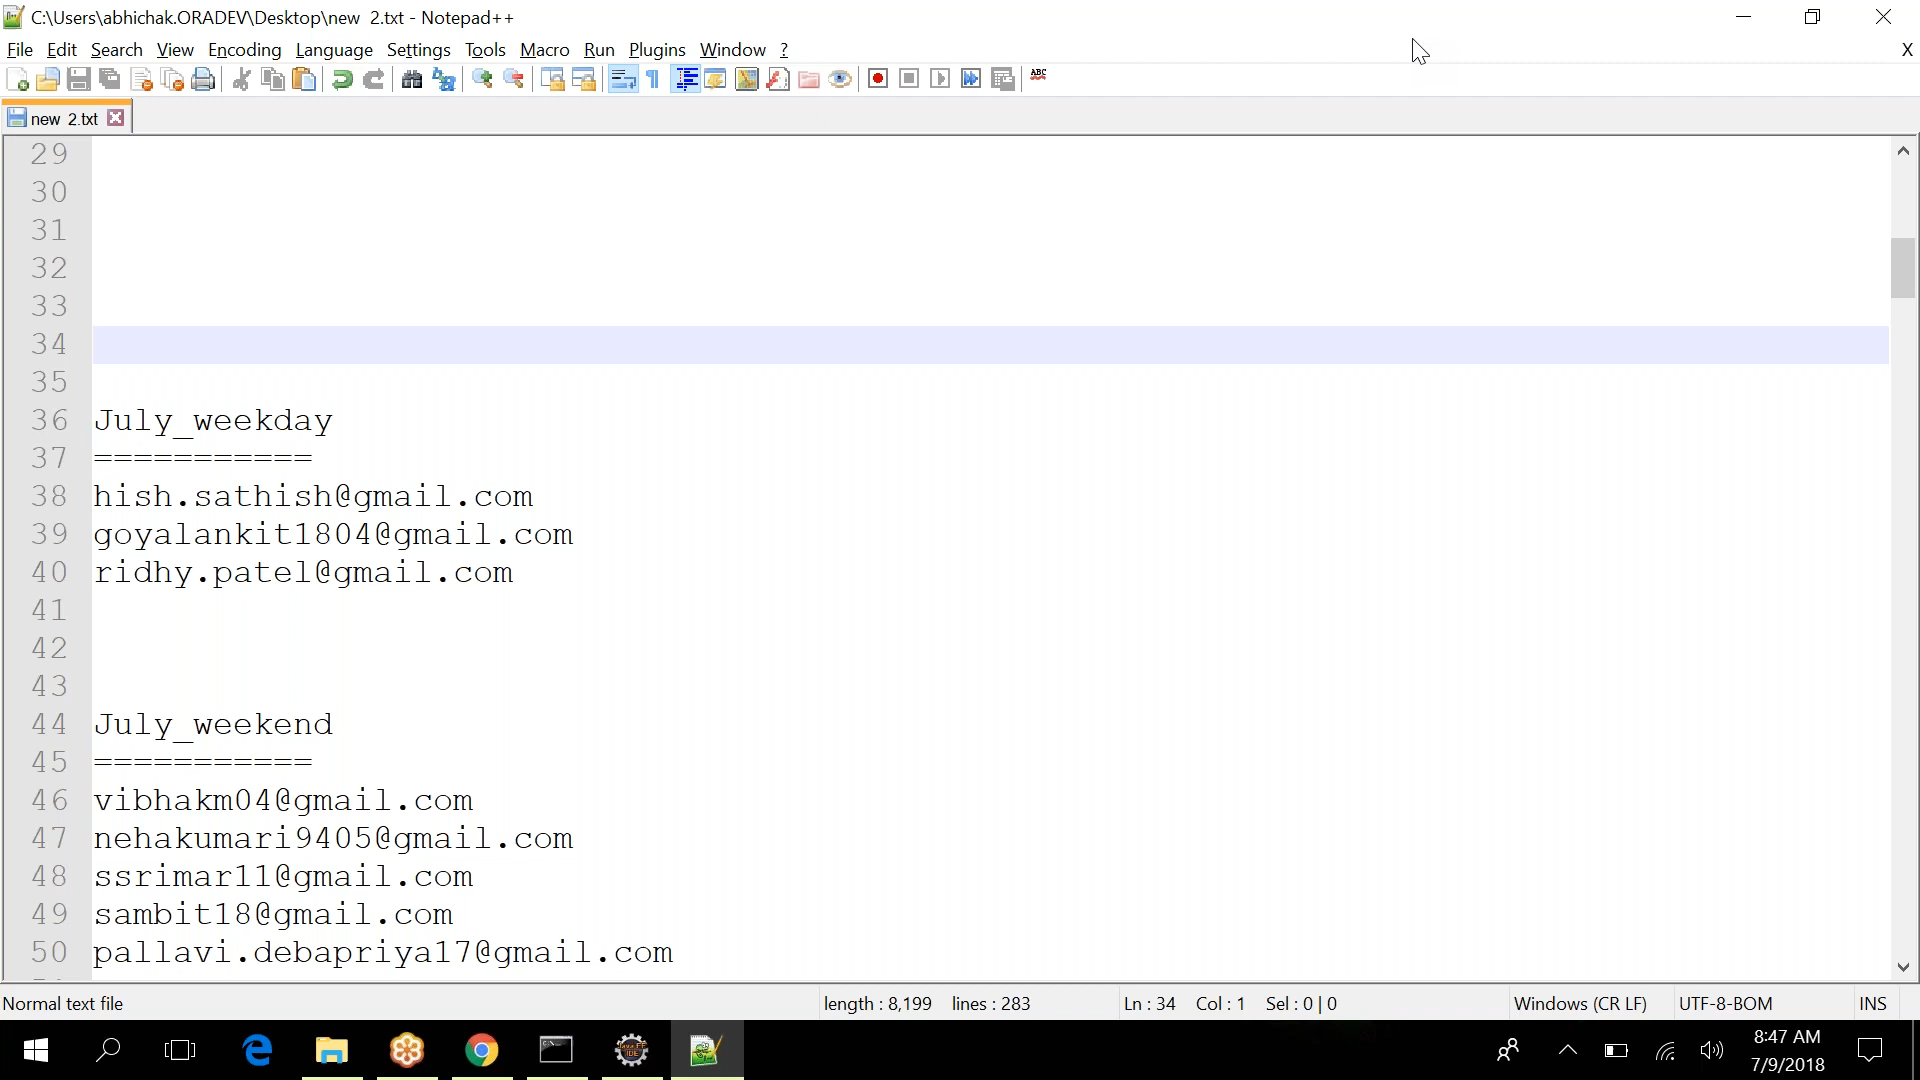 C:\Users\abhichak.ORADEV\Desktop\new  2.txt - Notepad++
File Edit Search View Encoding Language Settings Tools Macro Run Plugins Window ? X
ABC
new  2.txt
29
30
31
32
33
34
35
36 July_weekday
37 ===========
38 hish.sathish@gmail.com
39 goyalankit1804@gmail.com
40 ridhy.patel@gmail.com
41
42
43
44 July_weekend
45 ===========
46 vibhakm04@gmail.com
47 nehakumari9405@gmail.com
48 ssrimar11@gmail.com
49 sambit18@gmail.com
50 pallavi.debapriya17@gmail.com
Normal text file length : 8,199 lines : 283 Ln : 34 Col : 1 Sel : 0 | 0 Windows (CR LF) UTF-8-BOM INS
8:47 AM
7/9/2018